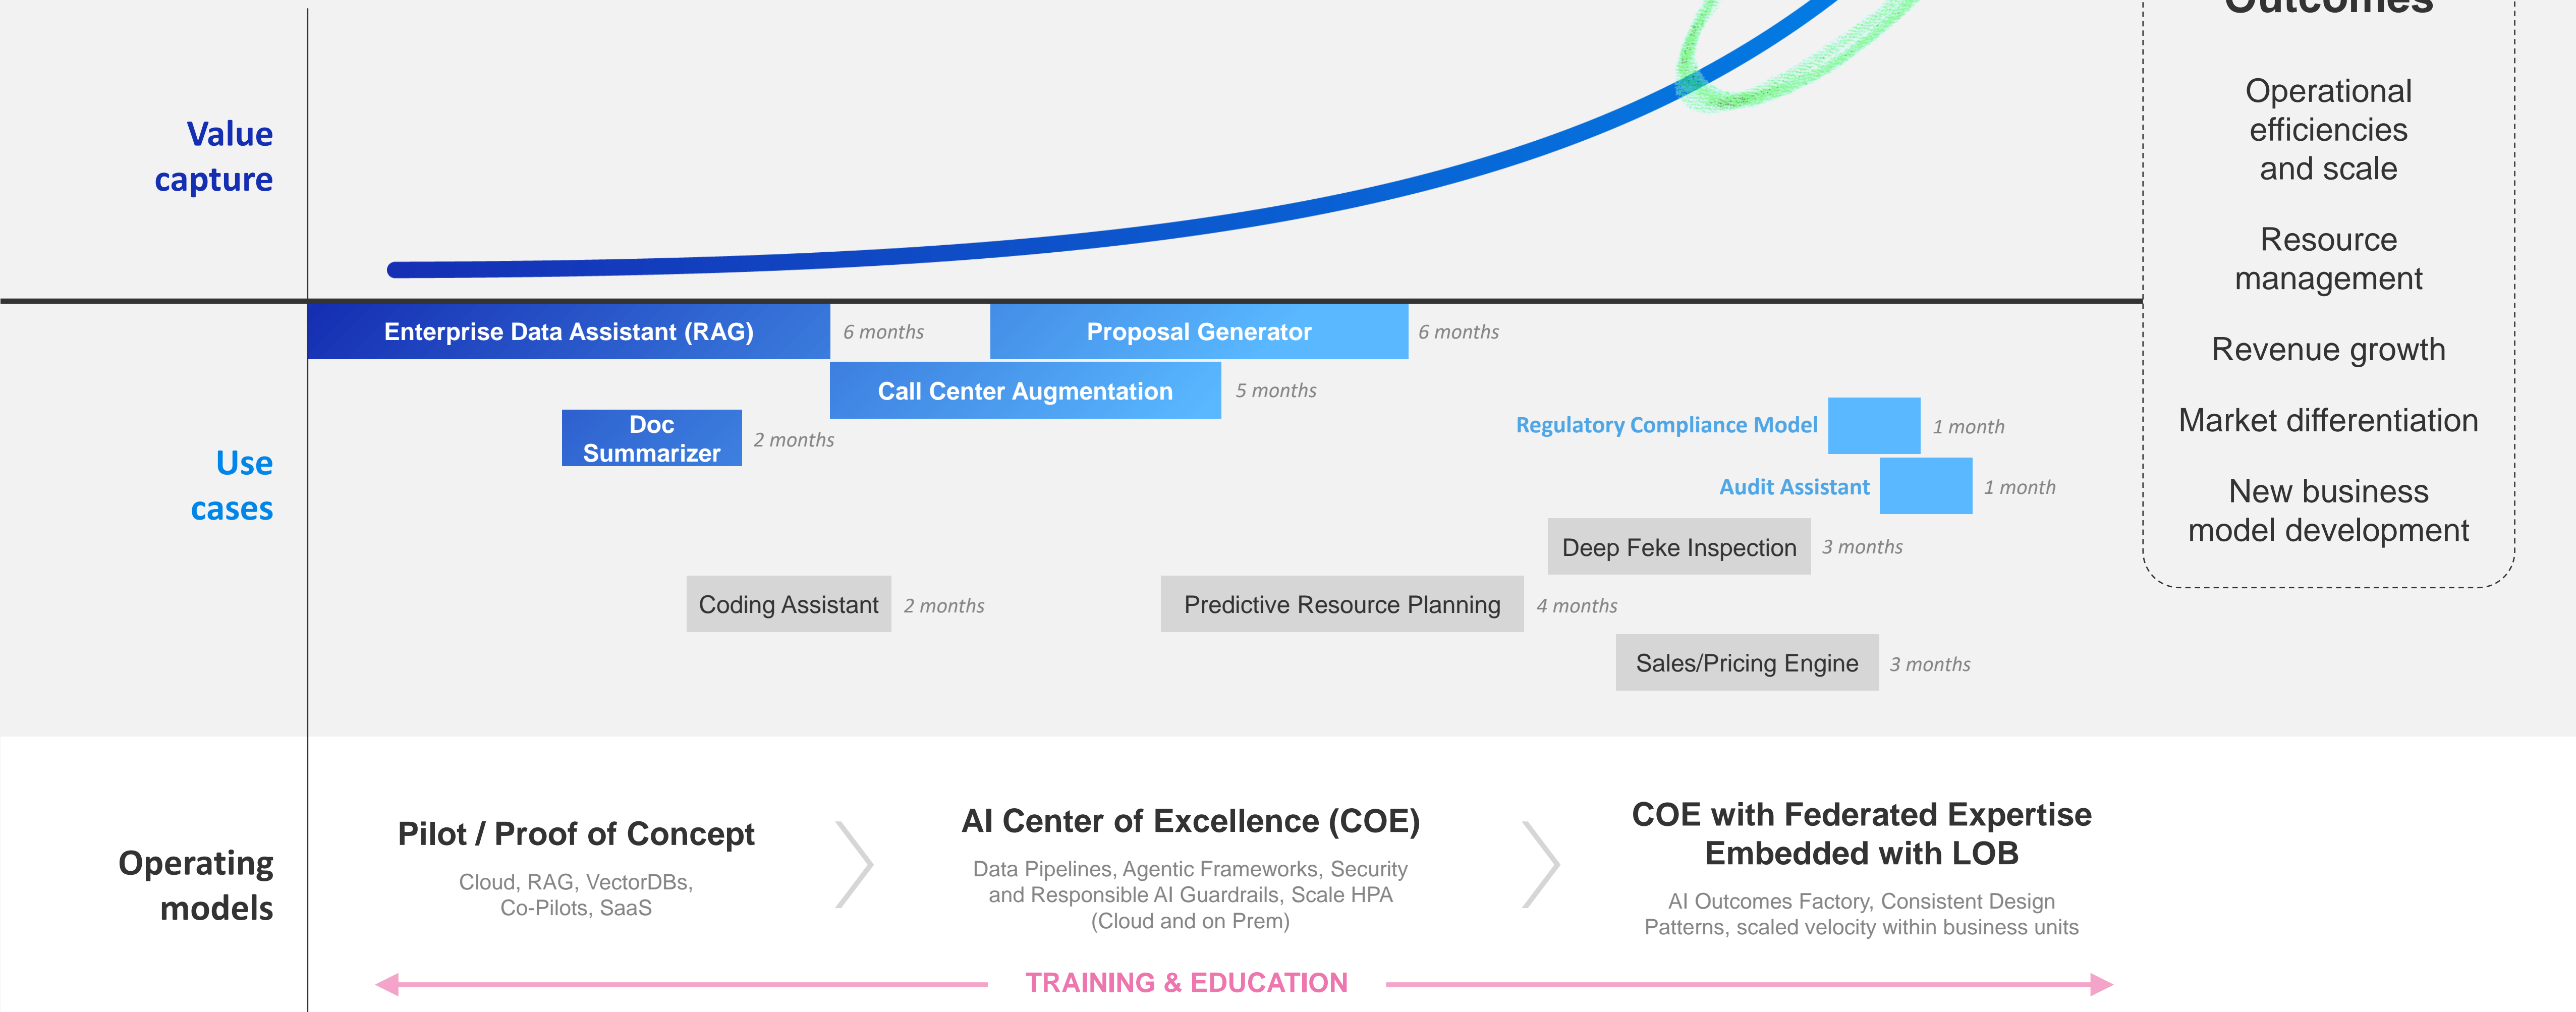 Outcomes
Operational
efficiencies
and scale
Resource
management
Revenue growth
Market differentiation
New business
model development
Value
capture
Use
cases
Enterprise Data Assistant (RAG)
6 months
Proposal Generator
6 months
Call Center Augmentation
5 months
Doc
Summarizer
2 months
Regulatory Compliance Model
1 month
Audit Assistant
1 month
Deep Feke Inspection
3 months
Coding Assistant
2 months
Predictive Resource Planning
4 months
Sales/Pricing Engine
3 months
Operating
models
Pilot / Proof of Concept
Cloud, RAG, VectorDBs,
Co-Pilots, SaaS
AI Center of Excellence (COE)
Data Pipelines, Agentic Frameworks, Security
and Responsible AI Guardrails, Scale HPA
(Cloud and on Prem)
COE with Federated Expertise
Embedded with LOB
AI Outcomes Factory, Consistent Design
Patterns, scaled velocity within business units
TRAINING & EDUCATION